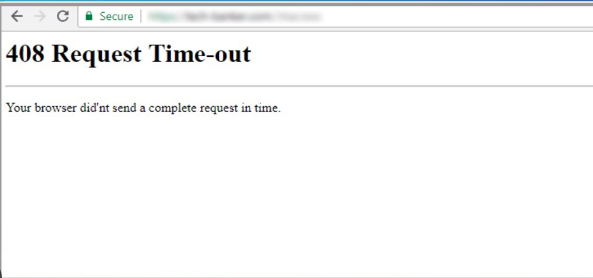 Secure
408 Request Time-out
Your browser did'nt send a complete request in time.